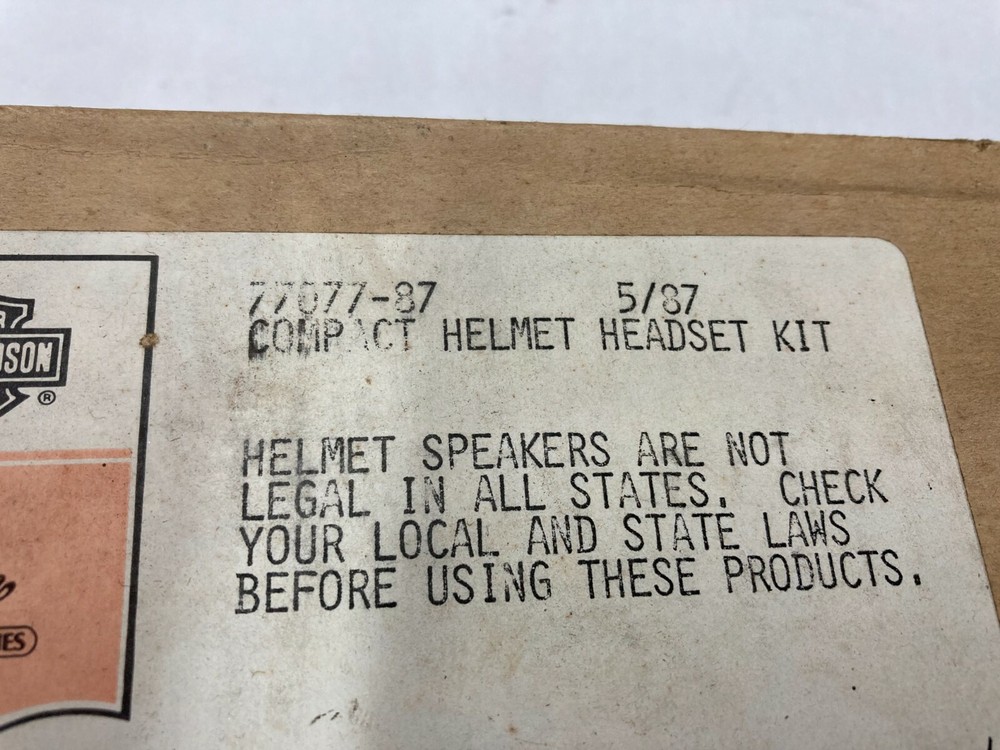 77077-87 5/87
COMPACT HELMET HEADSET KIT
HELMET SPEAKERS ARE NOT
LEGAL IN ALL STATES. CHECK
YOUR LOCAL AND STATE LAWS
BEFORE USING THESE PRODUCTS.